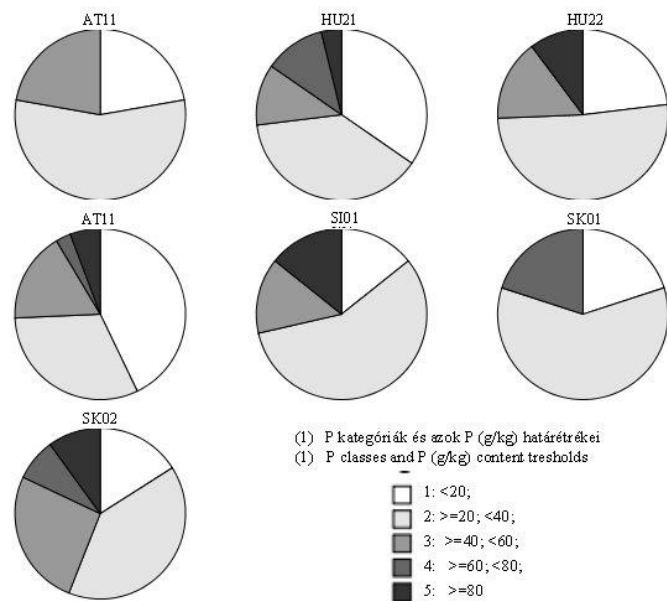 AT11
HU21
HU22
AT11
SI01
SK01
SK02
(1) P kategóriák és azok P (g/kg) határétrékei
(1) P classes and P (g/kg) content tresholds
1: <20;
2: >=20; <40;
3: >=40; <60;
4: >=60; <80;
5: >=80